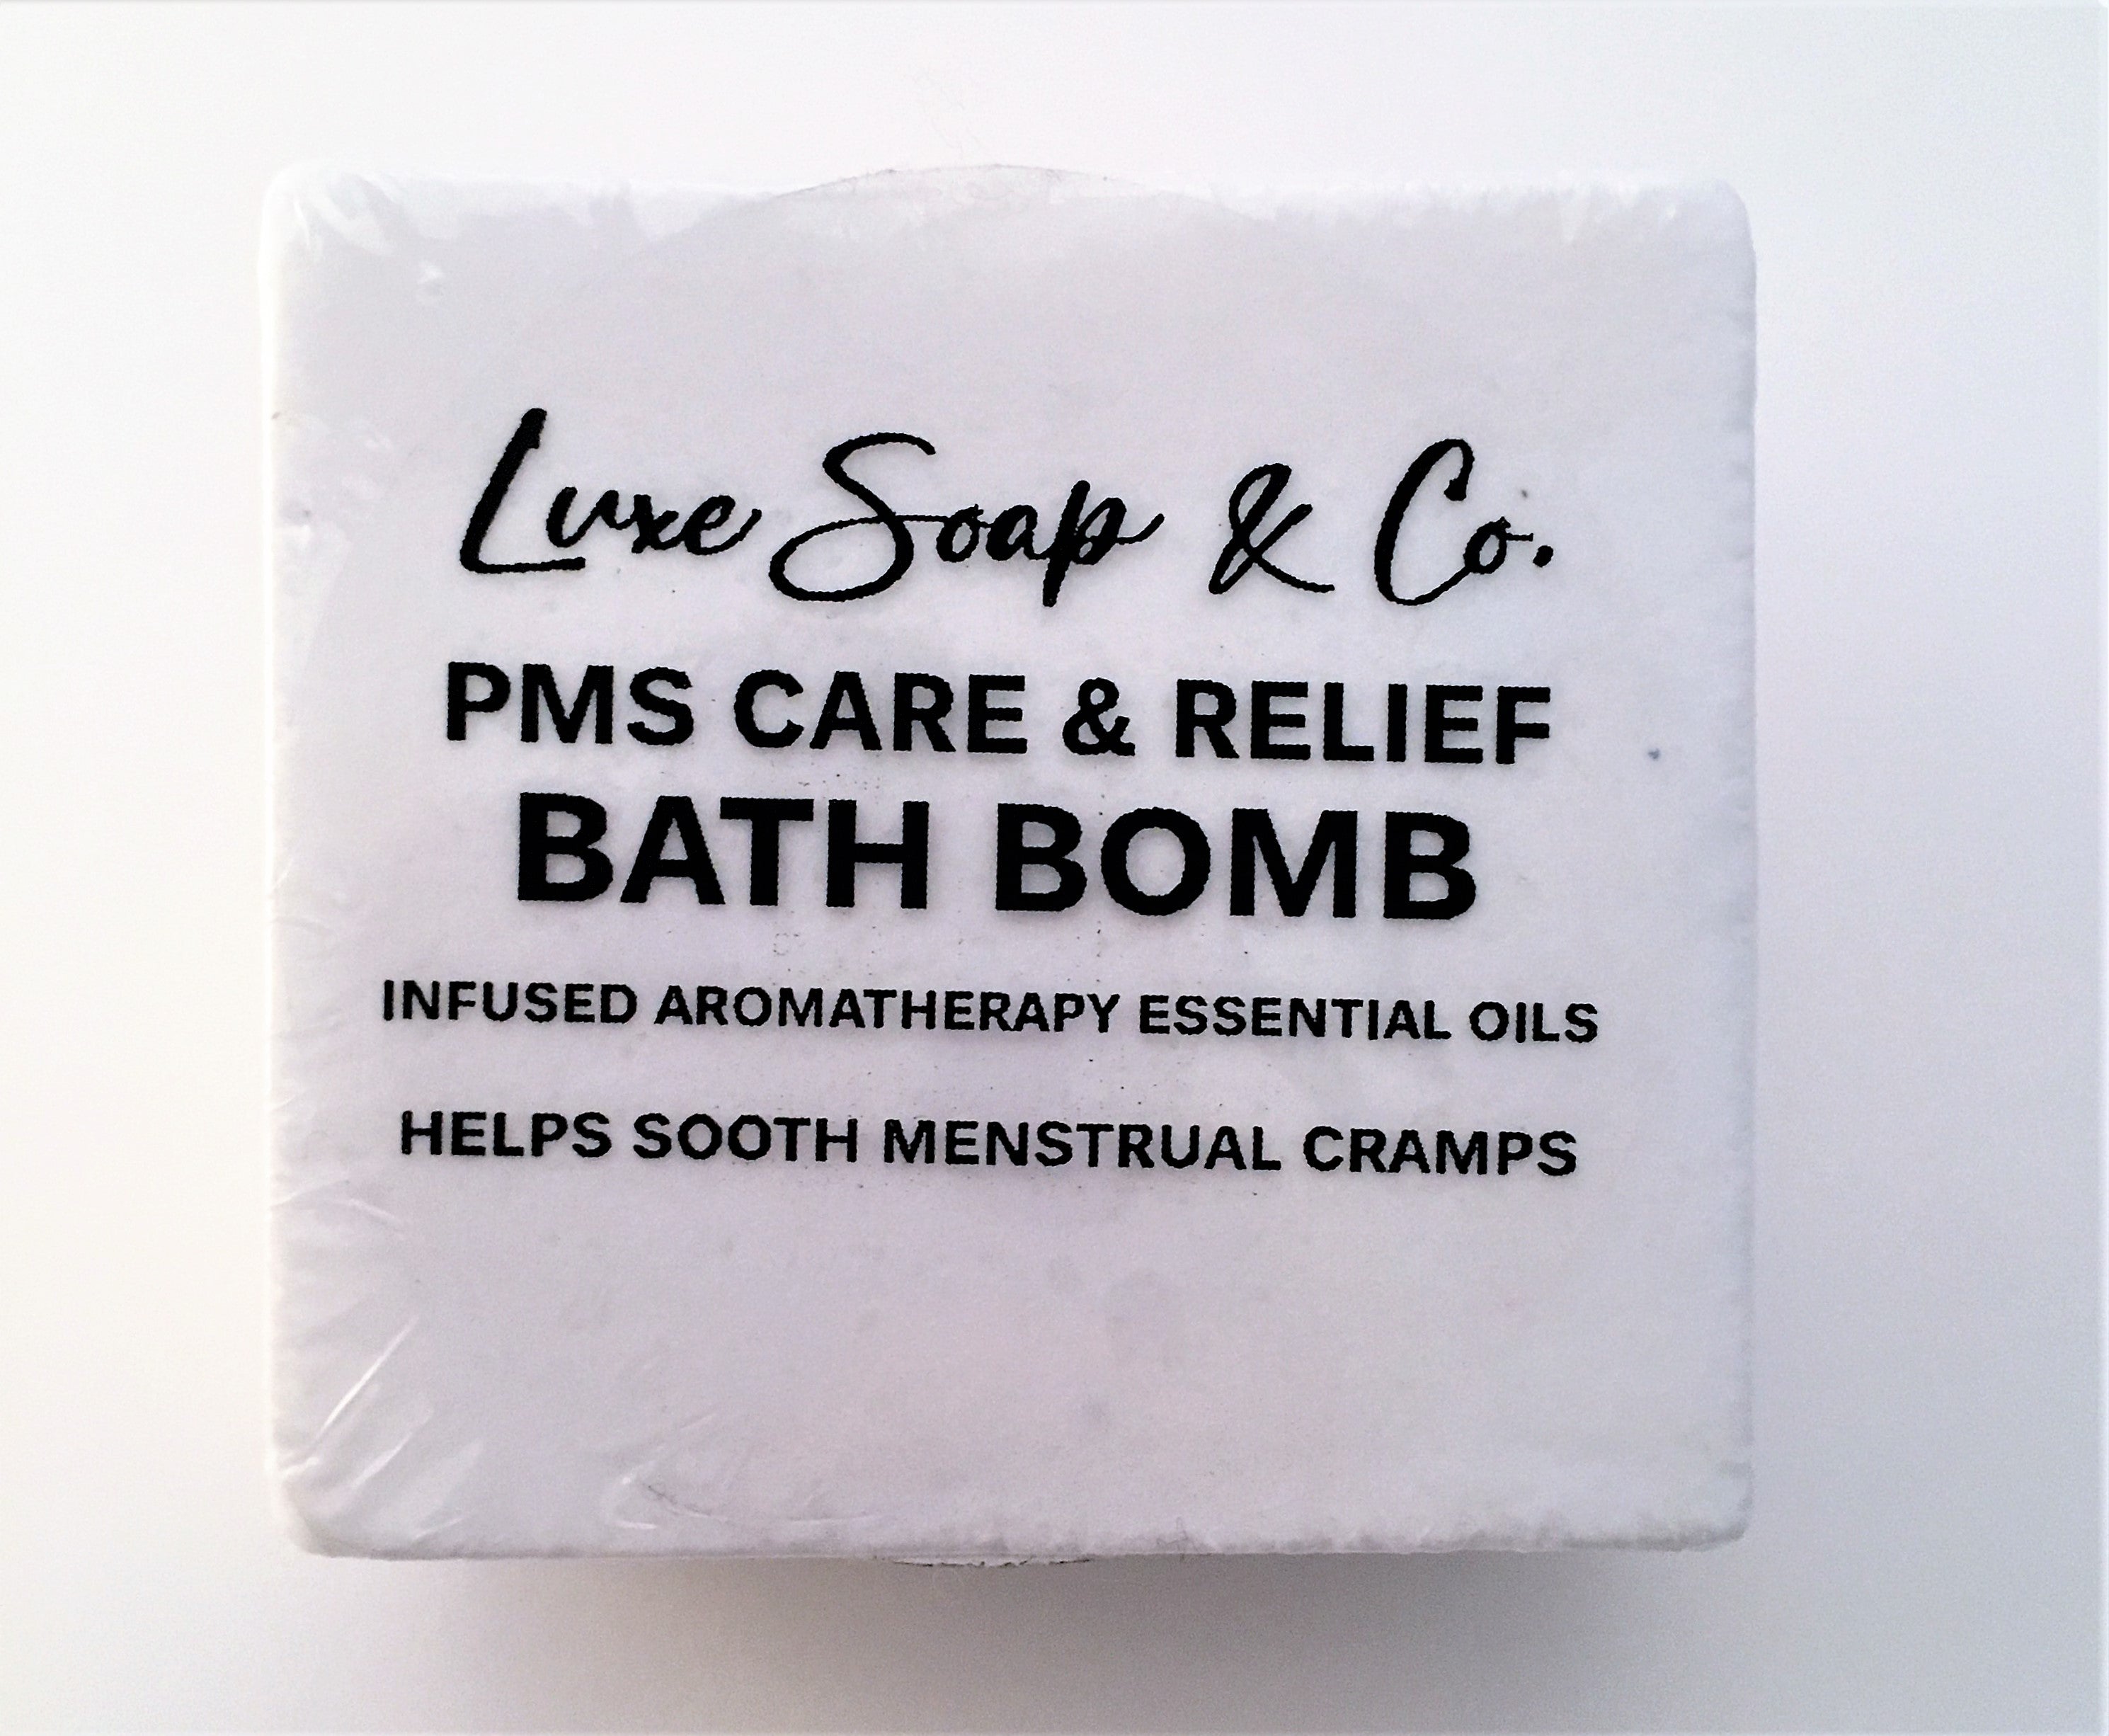 Luxe Soap & Co.
PMS CARE & RELIEF
BATH BOMB
INFUSED AROMATHERAPY ESSENTIAL OILS
HELPS SOOTH MENSTRUAL CRAMPS